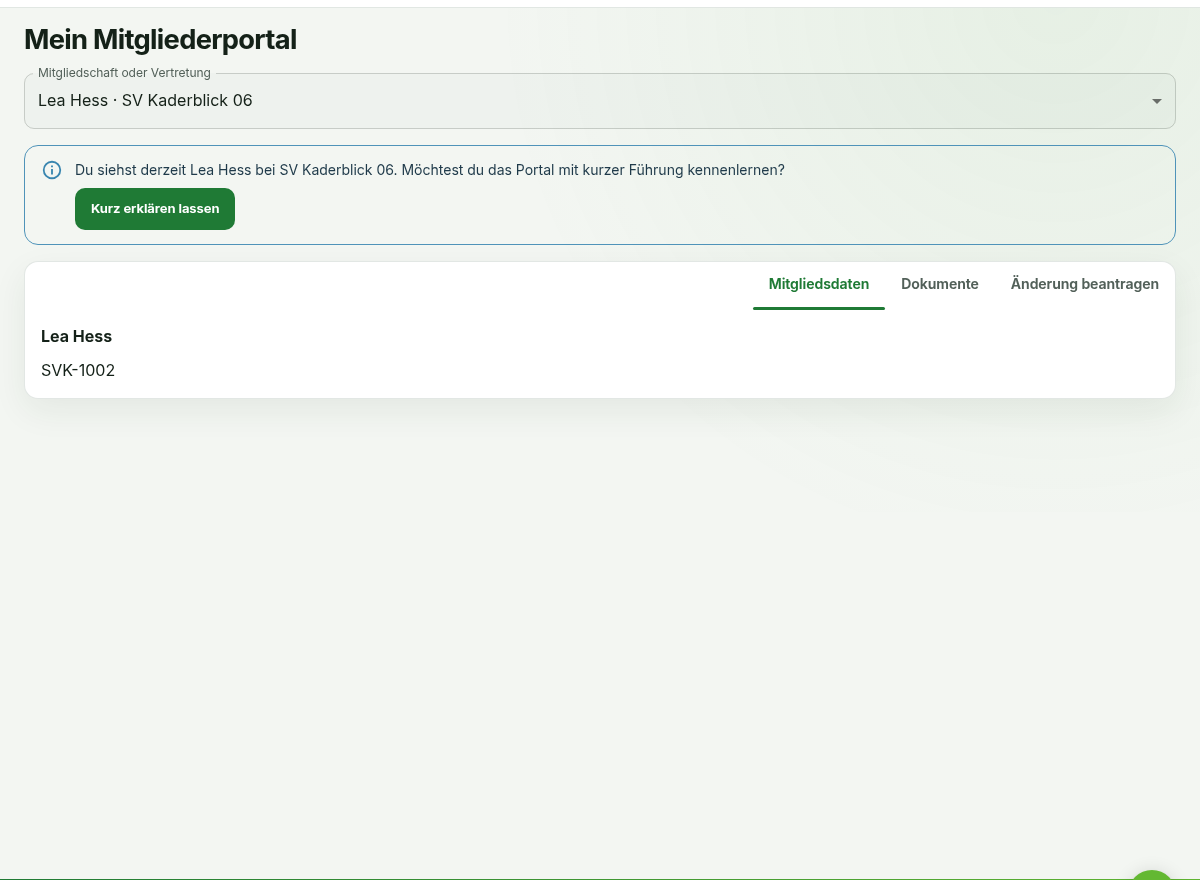 Mein Mitgliederportal
Mitgliedschaft oder Vertretung
Lea Hess · SV Kaderblick 06
Du siehst derzeit Lea Hess bei SV Kaderblick 06. Möchtest du das Portal mit kurzer Führung kennenlernen?
Kurz erklären lassen
Mitgliedsdaten Dokumente Änderung beantragen
Lea Hess
SVK-1002